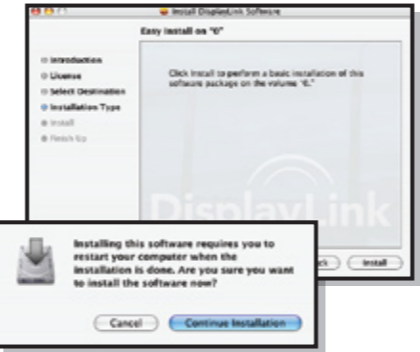 Install DisplayLink Software
Easy Install on "6"
Introduction
License
Select Destination
Installation Type
Install
Finish Up
Click Install to perform a basic installation of this
software package on the volume "6."
DisplayLink
Installing this software requires you to
restart your computer when the
installation is done. Are you sure you want
to install the software now?
ck
Install
Cancel
Continue Installation